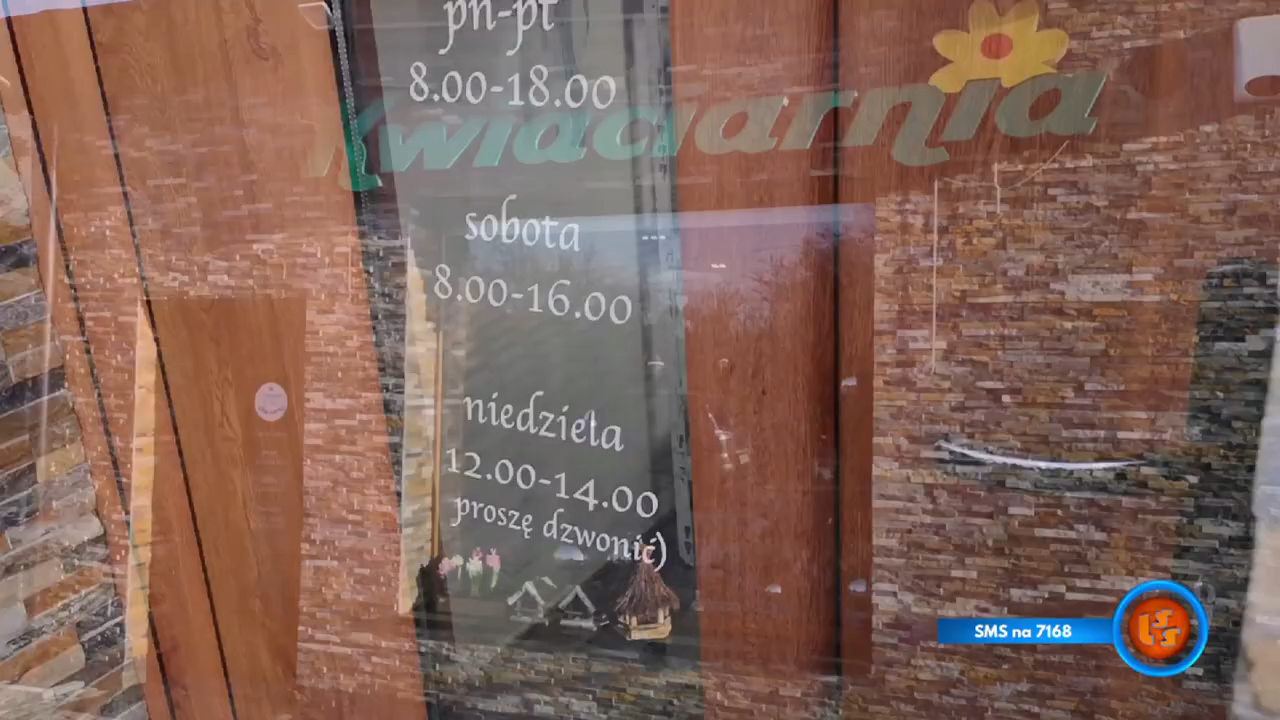 pn-pt
8.00-18.00
Kwiaciarnia
sobota
8.00-16.00
niedziela
12.00-14.00
proszę dzwonić)
SMS na 7168